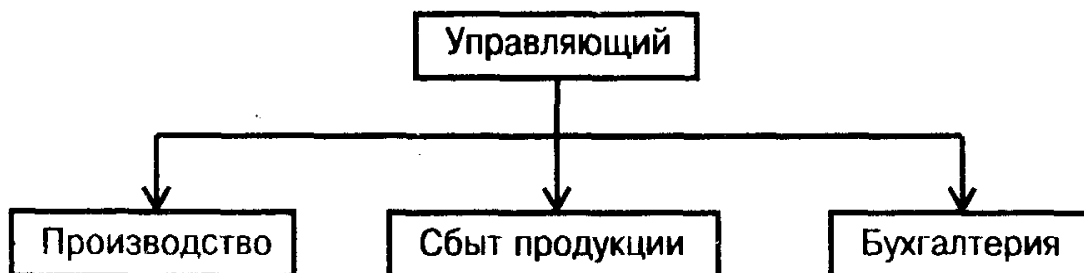 Управляющий
Производство
Сбыт продукции
Бухгалтерия